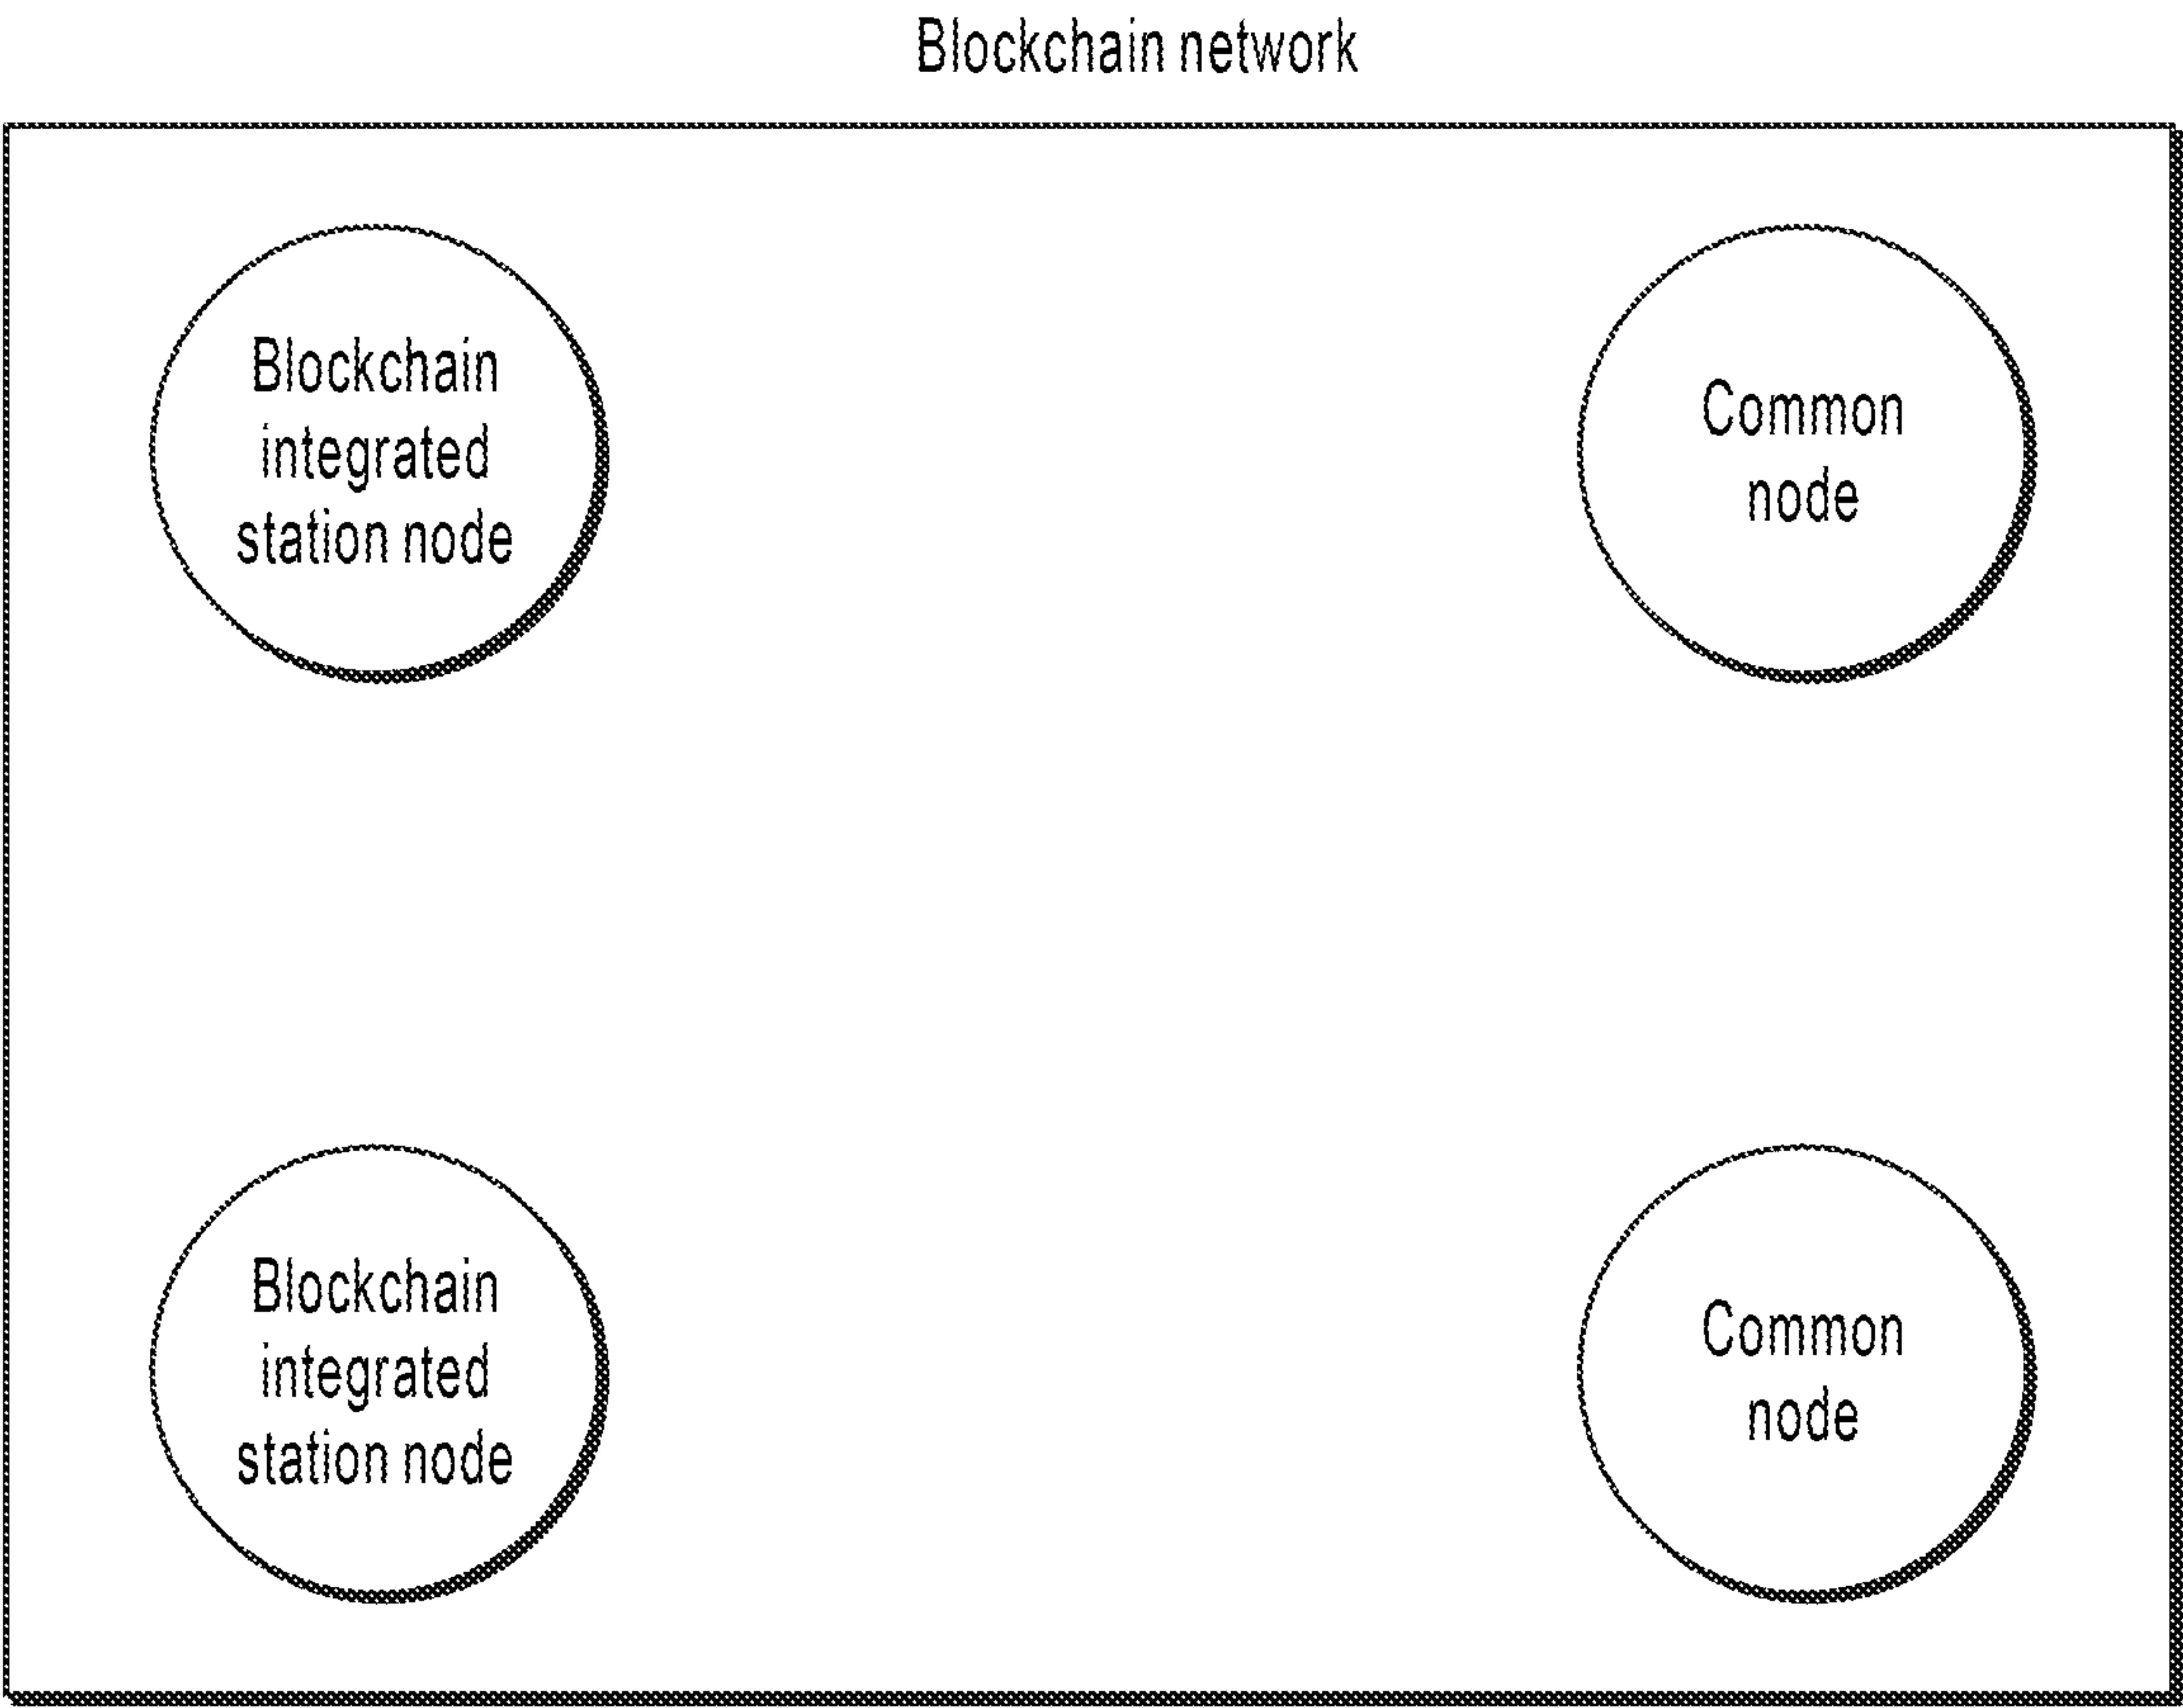 Blockchain network
Blockchain
integrated
station node
Common
node
Blockchain
integrated
station node
Common
node